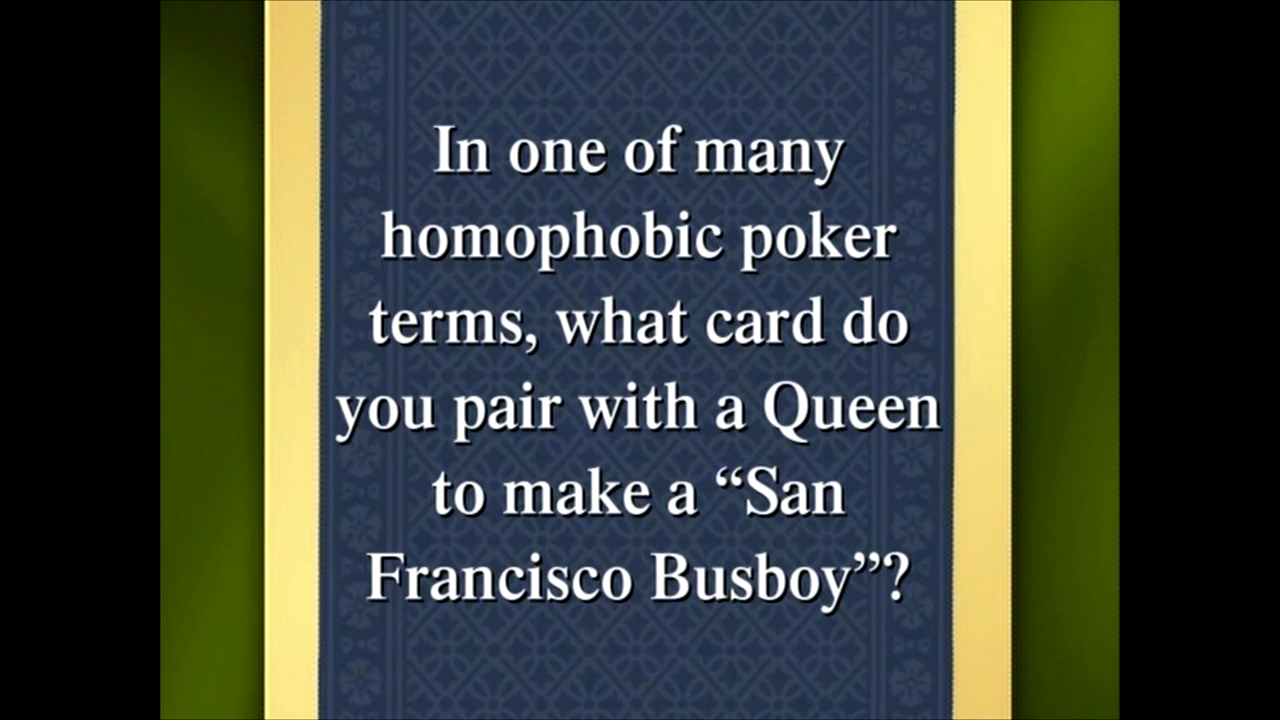 In one of many
homophobic poker
terms, what card do
you pair with a Queen
to make a “San
Francisco Busboy”?